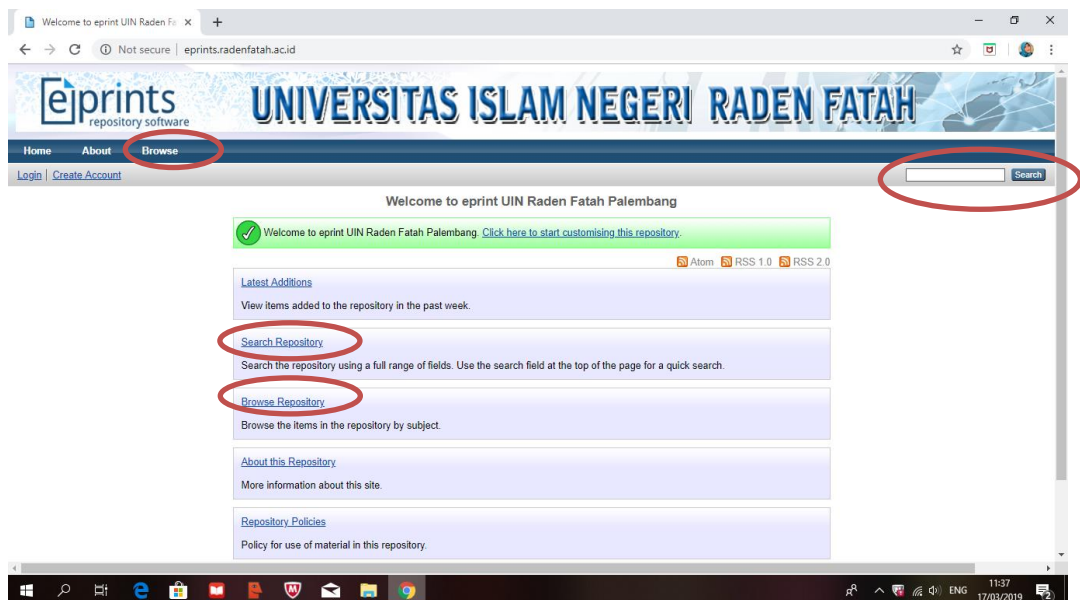 Welcome to eprint UIN Raden Fa
Not secure | eprints.radenfatah.ac.id
eprints
repository software
UNIVERSITAS ISLAM NEGERI RADEN FATAH
Home About Browse
Login | Create Account Search
Welcome to eprint UIN Raden Fatah Palembang
Welcome to eprint UIN Raden Fatah Palembang. Click here to start customising this repository.
Atom RSS 1.0 RSS 2.0
Latest Additions
View items added to the repository in the past week.
Search Repository
Search the repository using a full range of fields. Use the search field at the top of the page for a quick search.
Browse Repository
Browse the items in the repository by subject.
About this Repository
More information about this site.
Repository Policies
Policy for use of material in this repository.
ENG 11:37
17/03/2019